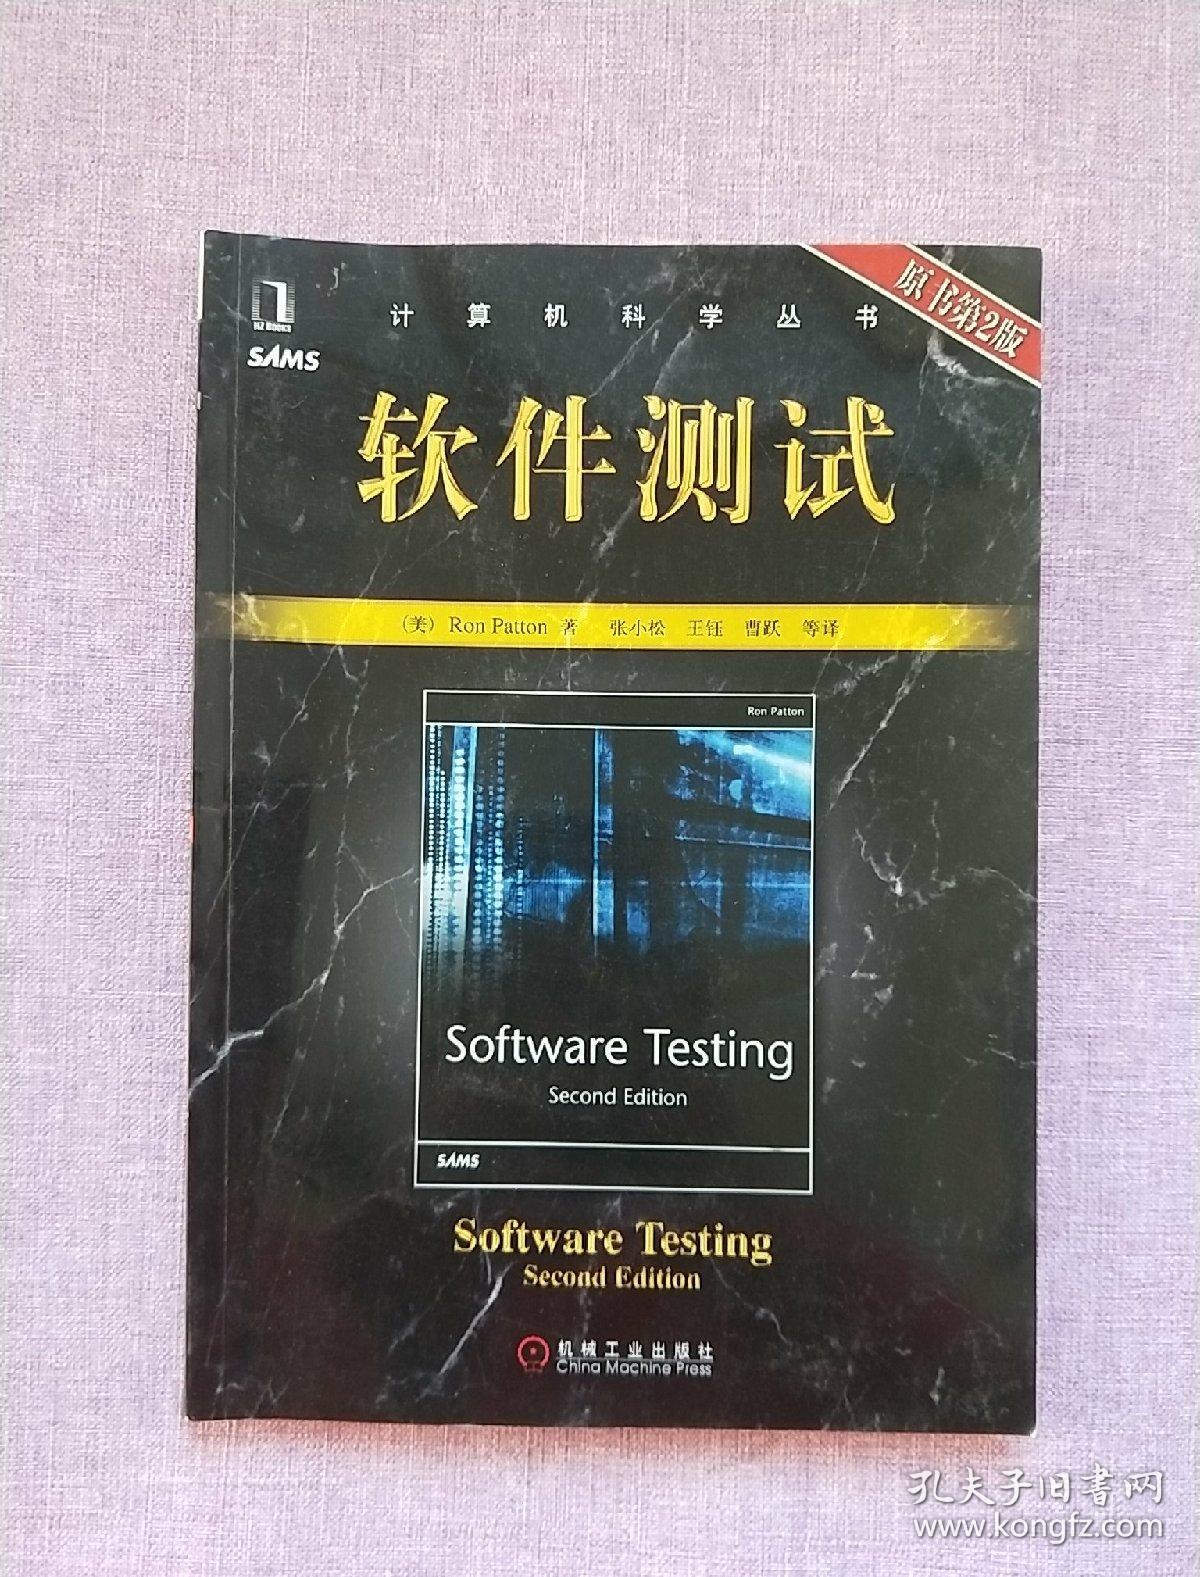 原书第2版
HZ BOOKS
计算机科学丛书
SAMS
软件测试
(美) Ron Patton 著 张小松 王钰 曹跃 等译
Ron Patton
Software Testing
Second Edition
SAMS
Software Testing
Second Edition
机械工业出版社
China Machine Press
孔夫子旧书网
www.kongfz.com